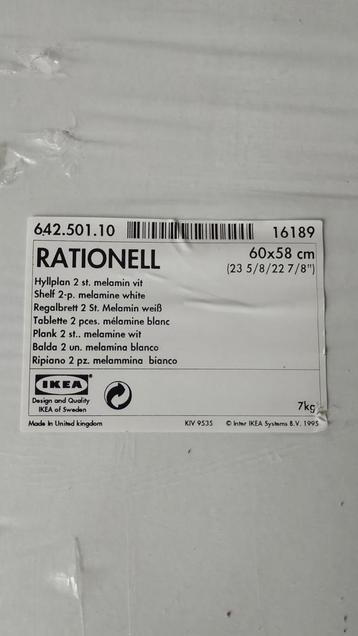 642.501.10 16189
RATIONELL 60x58 cm
(23 5/8/22 7/8")
Hyllplan 2 st. melamin vit
Shelf 2-p. melamine white
Regalbrett 2 St. Melamin weiß
Tablette 2 pces. mélamine blanc
Plank 2 st.. melamine wit
Balda 2 un. melamina blanco
Ripiano 2 pz. melammina bianco
IKEA®
Design and Quality
IKEA of Sweden
7kg
Made In United kingdom KIV 9535 © Inter IKEA Systems B.V. 1995